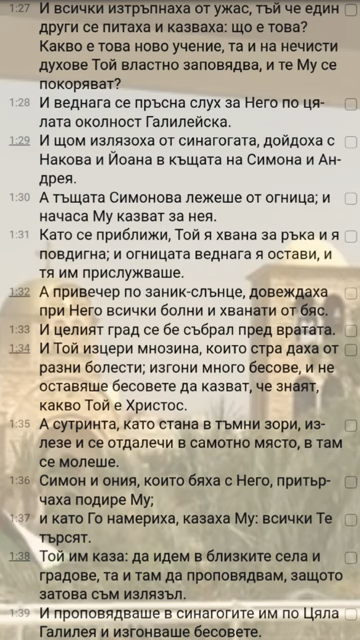 1:27 И всички изтръпнаха от ужас, тъй че един
други се питаха и казваха: що е това?
Какво е това ново учение, та и на нечисти
духове Той властно заповядва, и те Му се
покоряват?
1:28 И веднага се пръсна слух за Него по ця-
лата околност Галилейска.
1:29 И щом излязоха от синагогата, дойдоха с
Накова и Йоана в къщата на Симона и Ан-
дрея.
1:30 А тъщата Симонова лежеше от огница; и
начаса Му казват за нея.
1:31 Като се приближи, Той я хвана за ръка и я
повдигна; и огницата веднага я остави, и
тя им прислужваше.
1:32 А привечер по заник-слънце, довеждаха
при Него всички болни и хванати от бяс.
1:33 И целият град се бе събрал пред вратата.
1:34 И Той изцери мнозина, които стра даха от
разни болести; изгони много бесове, и не
оставяше бесовете да казват, че знаят,
какво Той е Христос.
1:35 А сутринта, като стана в тъмни зори, из-
лезе и се отдалечи в самотно място, в там
се молеше.
1:36 Симон и ония, които бяха с Него, притър-
чаха подире Му;
1:37 и като Го намериха, казаха Му: всички Те
търсят.
1:38 Той им каза: да идем в близките села и
градове, та и там да проповядвам, защото
затова съм излязъл.
1:39 И проповядваше в синагогите им по Цяла
Галилея и изгонваше бесовете.